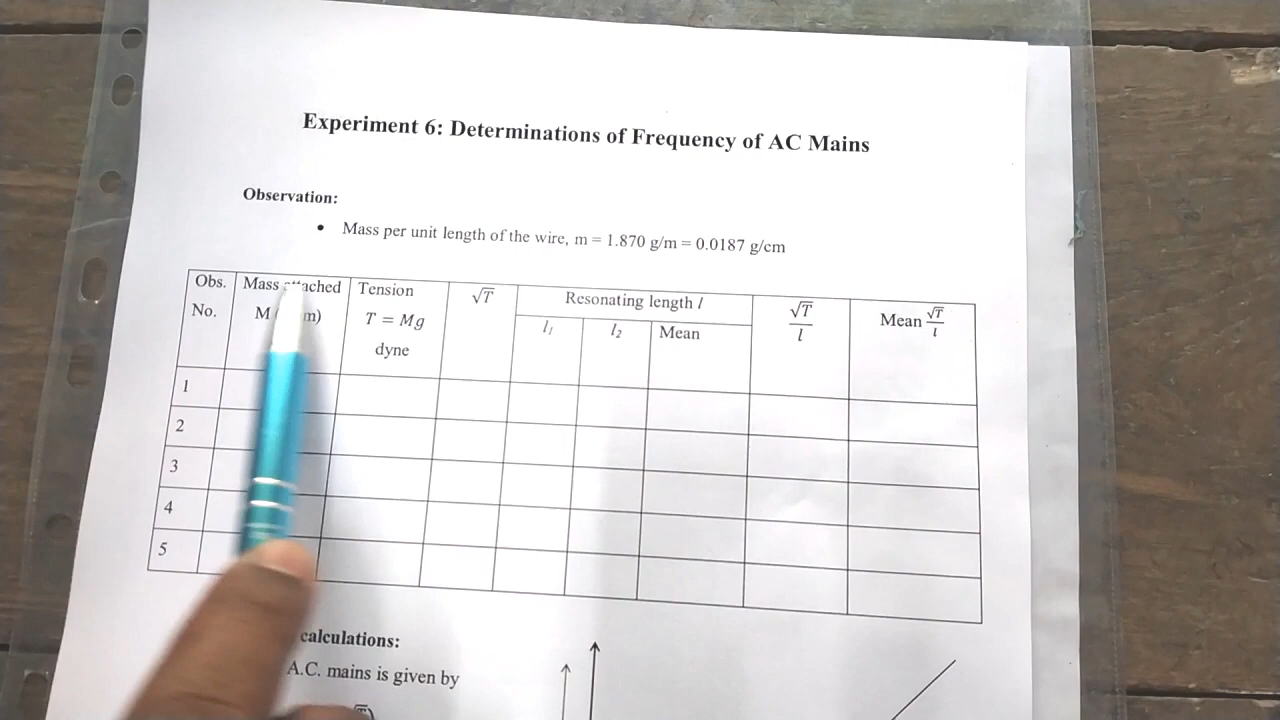 Experiment 6: Determinations of Frequency of AC Mains
Observation:
• Mass per unit length of the wire, m = 1.870 g/m = 0.0187 g/cm
Obs. No.
Mass attached M m)
Tension T = Mg dyne
√T
Resonating length l
l₁
l₂
Mean
√T/l
Mean √T/l
1
2
3
4
5
calculations:
A.C. mains is given by